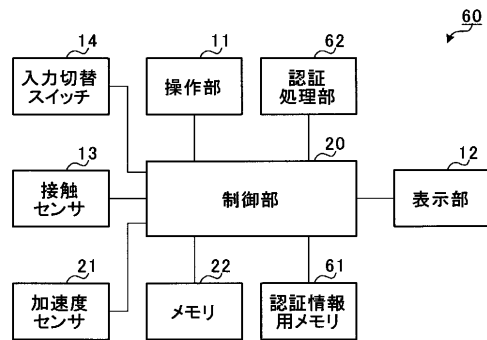 60
14
11
62
入力切替
スイッチ
操作部
認証
処理部
13
20
12
接触
センサ
制御部
表示部
21
22
61
加速度
センサ
メモリ
認証情報
用メモリ